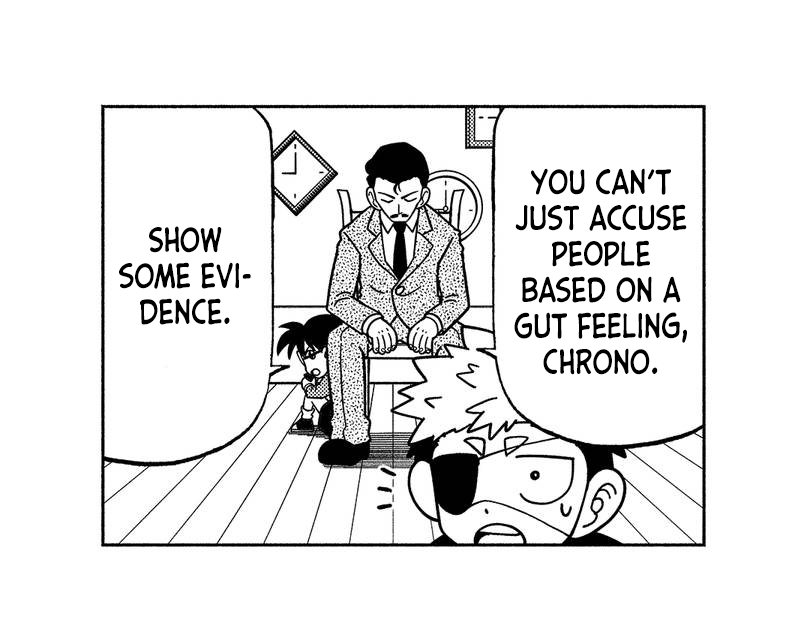 YOU CAN'T
JUST ACCUSE
PEOPLE
BASED ON A
GUT FEELING,
CHRONO.
SHOW
SOME EVI-
DENCE.